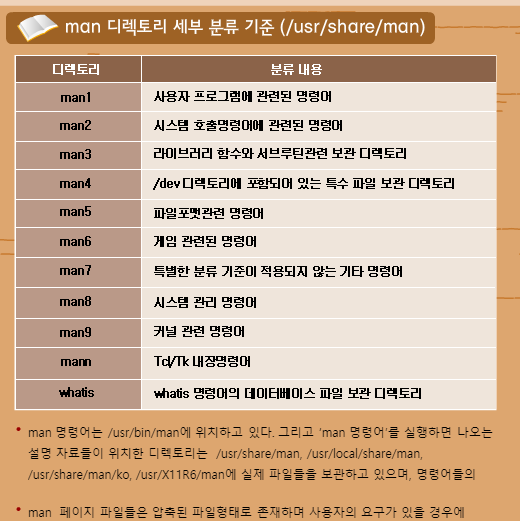 man 디렉토리 세부 분류 기준 (/usr/share/man)
디렉토리 분류 내용
man1 사용자 프로그램에 관련된 명령어
man2 시스템 호출명령어에 관련된 명령어
man3 라이브러리 함수와 서브루틴관련 보관 디렉토리
man4 /dev디렉토리에 포함되어 있는 특수 파일 보관 디렉토리
man5 파일포맷관련 명령어
man6 게임 관련된 명령어
man7 특별한 분류 기준이 적용되지 않는 기타 명령어
man8 시스템 관리 명령어
man9 커널 관련 명령어
mann Tcl/Tk 내장명령어
whatis whatis 명령어의 데이터베이스 파일 보관 디렉토리
• man 명령어는 /usr/bin/man에 위치하고 있다. 그리고 ‘man 명령어’를 실행하면 나오는
설명 자료들이 위치한 디렉토리는 /usr/share/man, /usr/local/share/man,
/usr/share/man/ko, /usr/X11R6/man에 실제 파일들을 보관하고 있으며, 명령어들의
• man 페이지 파일들은 압축된 파일형태로 존재하며 사용자의 요구가 있을 경우에